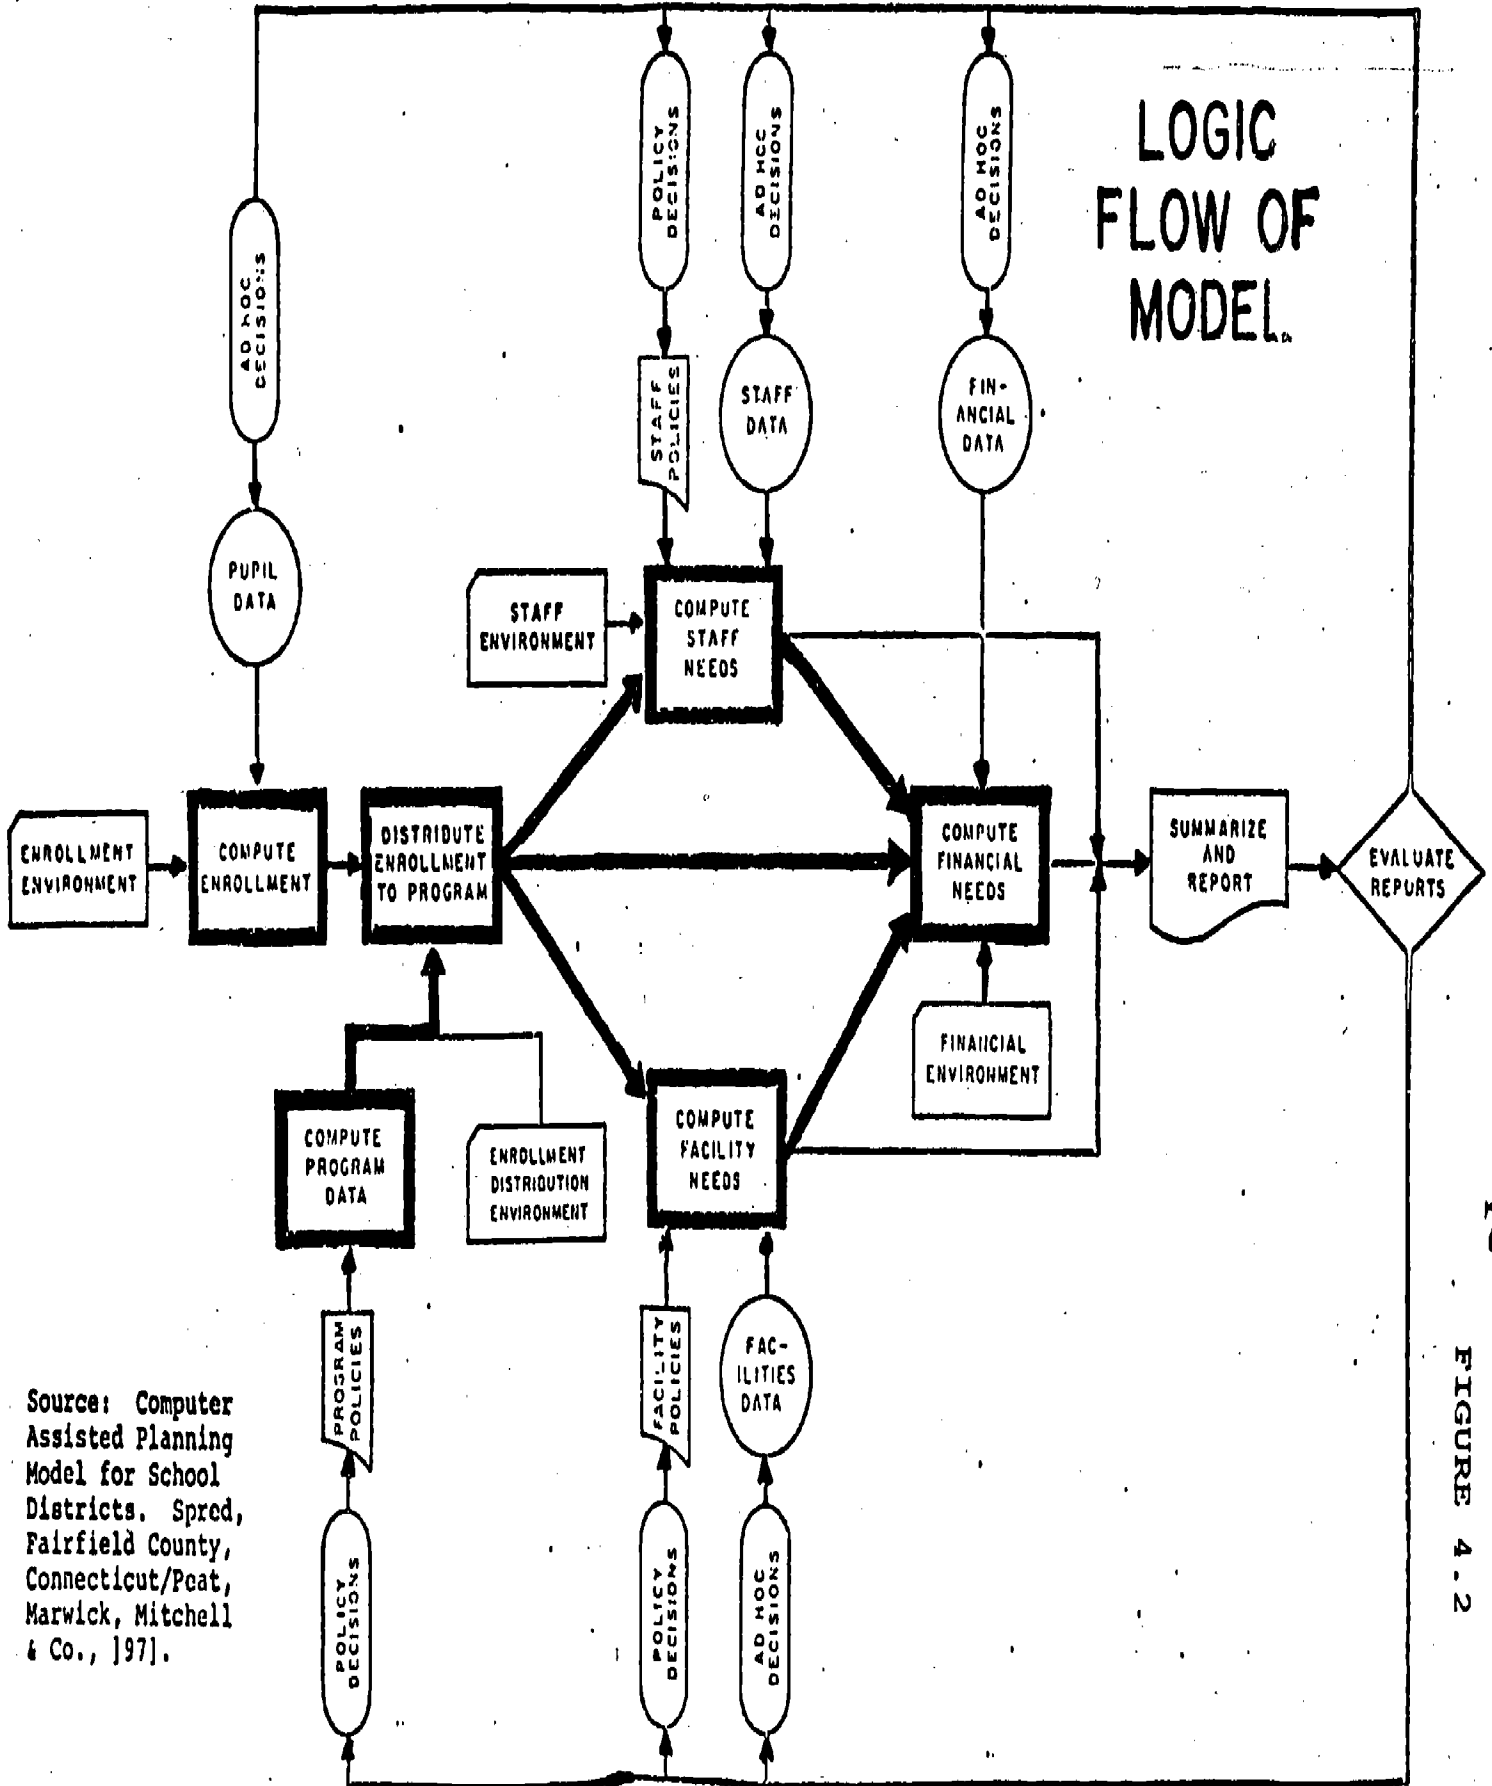 LOGIC
FLOW OF
MODEL.
POLICY
DECISIONS
AD HCC
DECISIONS
AD HOC
DECISIONS
AD HOC
DECISIONS
STAFF
POLICIES
STAFF
DATA
FIN-
ANCIAL
DATA
PUPIL
DATA
STAFF
ENVIRONMENT
COMPUTE
STAFF
NEEDS
ENROLLMENT
ENVIRONMENT
COMPUTE
ENROLLMENT
DISTRIBUTE
ENROLLMENT
TO PROGRAM
COMPUTE
FINANCIAL
NEEDS
SUMMARIZE
AND
REPORT
EVALUATE
REPORTS
FINANCIAL
ENVIRONMENT
COMPUTE
PROGRAM
DATA
ENROLLMENT
DISTRIBUTION
ENVIRONMENT
COMPUTE
FACILITY
NEEDS
PROGRAM
POLICIES
FACILITY
POLICIES
FAC-
ILITIES
DATA
POLICY
DECISIONS
POLICY
DECISIONS
AD HOC
DECISIONS
Source: Computer
Assisted Planning
Model for School
Districts. Spred,
Fairfield County,
Connecticut/Peat,
Marwick, Mitchell
& Co., 1971.
FIGURE 4.2